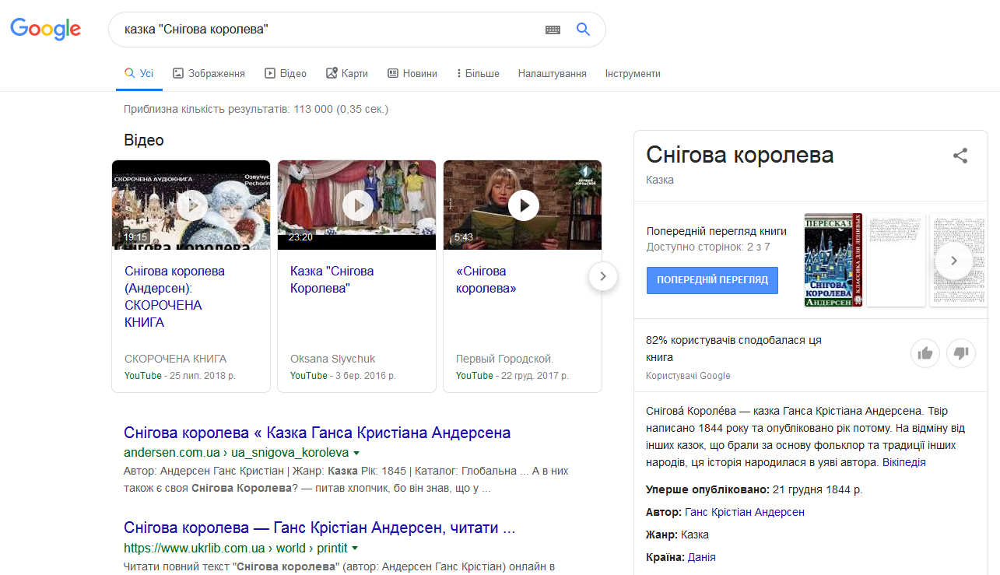 Google
казка "Снігова королева"
Усі Зображення Відео Карти Новини Більше Налаштування Інструменти
Приблизна кількість результатів: 113 000 (0,35 сек.)
Відео
СКОРОЧЕНА АУДІОКНИГА
Озвучує
Pechorin
19:15
Снігова королева
Снігова королева
(Андерсен):
СКОРОЧЕНА
КНИГА
СКОРОЧЕНА КНИГА
YouTube - 25 лип. 2018 р.
23:20
Казка "Снігова
Королева"
Oksana Slyvchuk
YouTube - 3 бер. 2016 р.
ПЕРВЫЙ
ГОРОДСКОЙ
5:43
«Снігова
королева»
Первый Городской.
YouTube - 22 груд. 2017 р.
Снігова королева « Казка Ганса Кристіана Андерсена
andersen.com.ua › ua_snigova_koroleva
Автор: Андерсен Ганс Кристіан | Жанр: Казка Рік: 1845 | Каталог: Глобальна ... А в них
також є своя Снігова Королева? — питав хлопчик, бо він знав, що у ...
Снігова королева — Ганс Крістіан Андерсен, читати ...
https://www.ukrlib.com.ua › world › printit
Читати повний текст "Снігова королева" (автор: Андерсен Ганс Крістіан) онлайн в
Снігова королева
Казка
Попередній перегляд книги
Доступно сторінок: 2 з 7
ПОПЕРЕДНІЙ ПЕРЕГЛЯД
ПЕРЕСКАЗ
КЛАССИКА ДЛЯ ЛЕНИВЫХ
СНІГОВА
КОРОЛЕВА
АНДЕРСЕН
82% користувачів сподобалася ця
книга
Користувачі Google
Снігова́ Короле́ва — казка Ганса Крістіана Андерсена. Твір
написано 1844 року та опубліковано рік потому. На відміну від
інших казок, що брали за основу фольклор та традиції інших
народів, ця історія народилася в уяві автора. Вікіпедія
Уперше опубліковано: 21 грудня 1844 р.
Автор: Ганс Крістіан Андерсен
Жанр: Казка
Країна: Данія